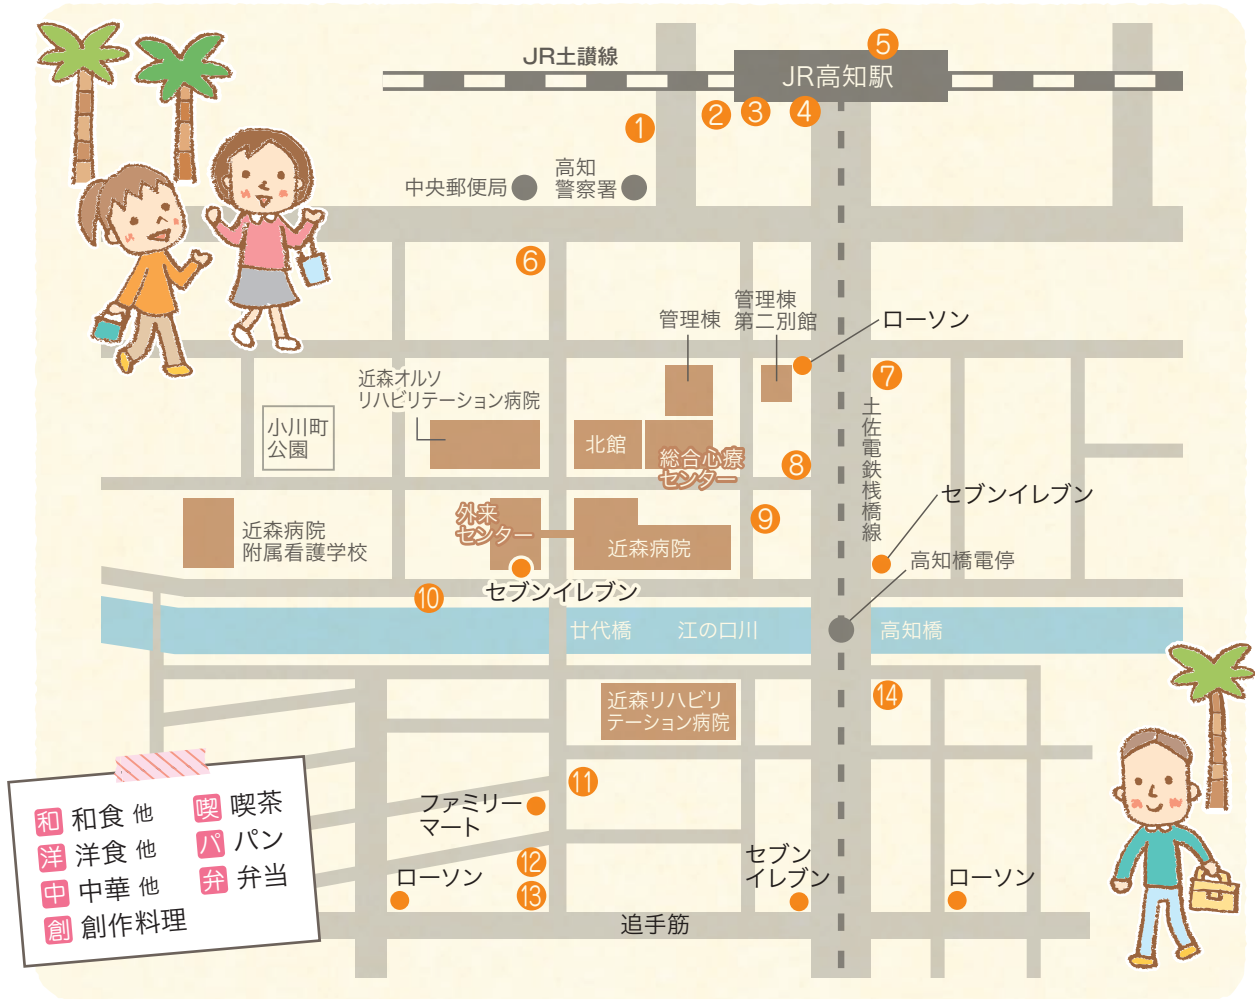 JR土讃線
⑤
JR高知駅
①
②
③
④
中央郵便局
高知
警察署
⑥
管理棟
管理棟
第二別館
ローソン
⑦
近森オルソ
リハビリテーション病院
小川町
公園
北館
総合心療
センター
⑧
土佐電鉄桟橋線
セブンイレブン
外来
センター
⑨
近森病院
近森病院
附属看護学校
高知橋電停
セブンイレブン
⑩
廿代橋
江の口川
高知橋
近森リハビリ
テーション病院
⑭
⑪
ファミリー
マート
⑫
⑬
ローソン
セブン
イレブン
ローソン
追手筋
和 和食 他
洋 洋食 他
中 中華 他
創 創作料理
喫 喫茶
パ パン
弁 弁当